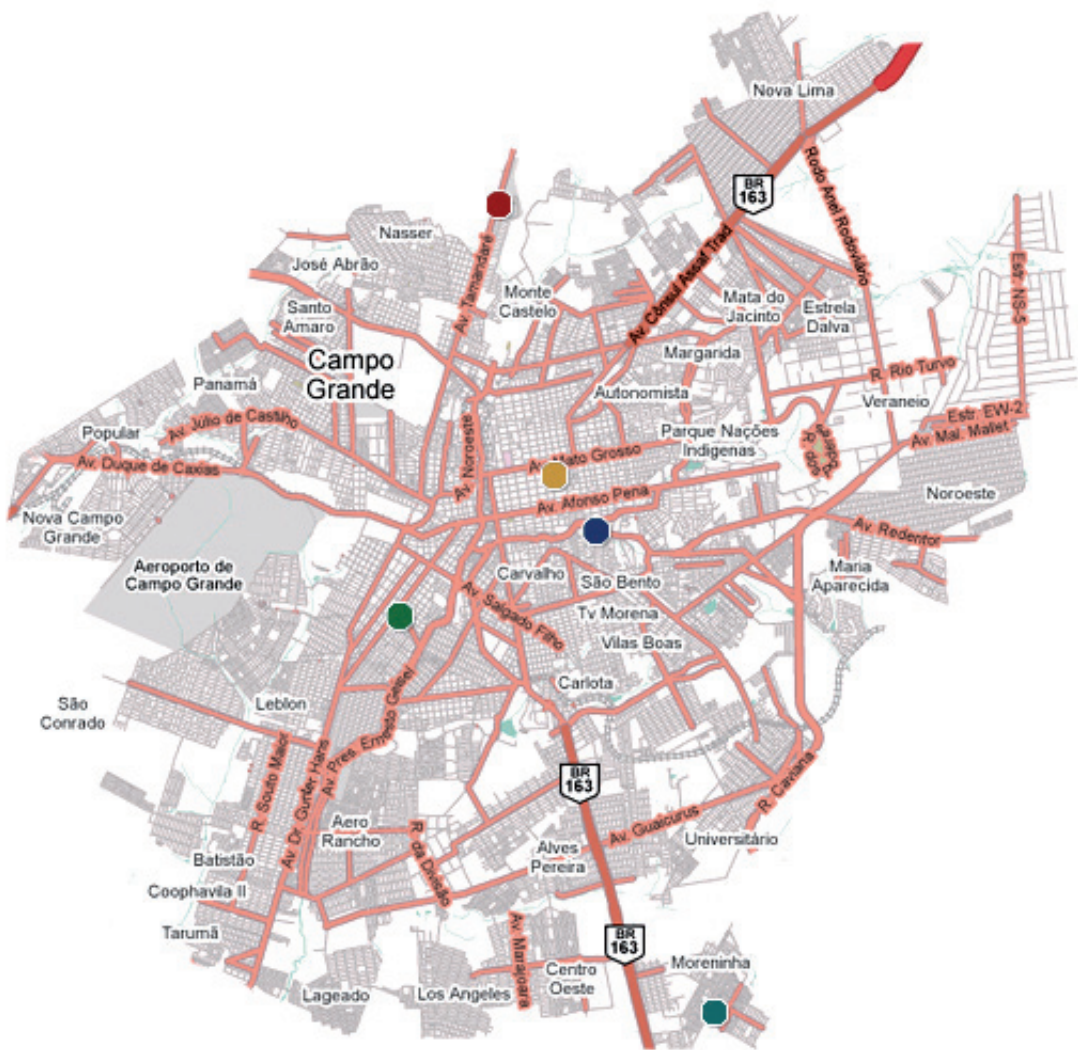 Nova Lima
BR
163
Rodo Anel Rodoviário
Nasser
José Abrão
Av. Tamandaré
Monte
Castelo
Av. Cônsul Assaf Trad
Mata do
Jacinto
Estrela
Dalva
Estr. NS-5
Santo
Amaro
Campo
Grande
Margarida
R. Rio Turvo
Panamá
Autonomista
Veraneio
Estr. EW-2
Av. Mal. Mallet
Popular
Av. Júlio de Castilho
Parque Nações
Indigenas
R. dos
Av. Duque de Caxias
Av. Noroeste
Av. Mato Grosso
Av. Afonso Pena
Noroeste
Nova Campo
Grande
Av. Redentor
Aeroporto de
Campo Grande
Carvalho
São Bento
Maria
Aparecida
Av. Salgado Filho
Tv Morena
Vilas Boas
Carlota
São
Conrado
Leblon
Av. Pres. Ernesto Geisel
R. Souto Maior
Av. Dr. Gunter Hans
BR
163
R. Caviana
Av. Guaicurus
Universitário
Aero
Rancho
R. da Divisão
Alves
Pereira
Batistão
Coophavila II
Tarumã
BR
163
Av. Marajoara
Moreninha
Centro
Oeste
Lageado
Los Angeles